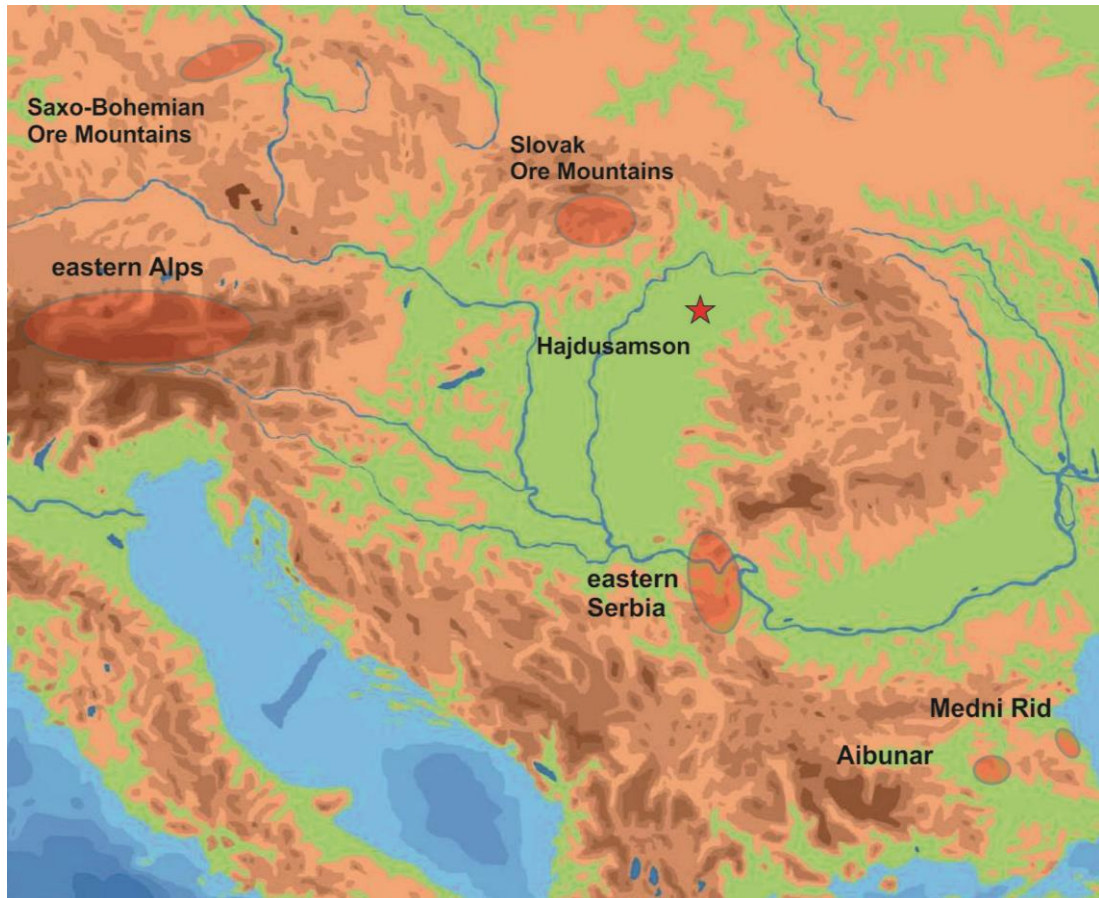 Saxo-Bohemian
Ore Mountains
Slovak
Ore Mountains
eastern Alps
Hajdusamson
eastern
Serbia
Medni Rid
Aibunar